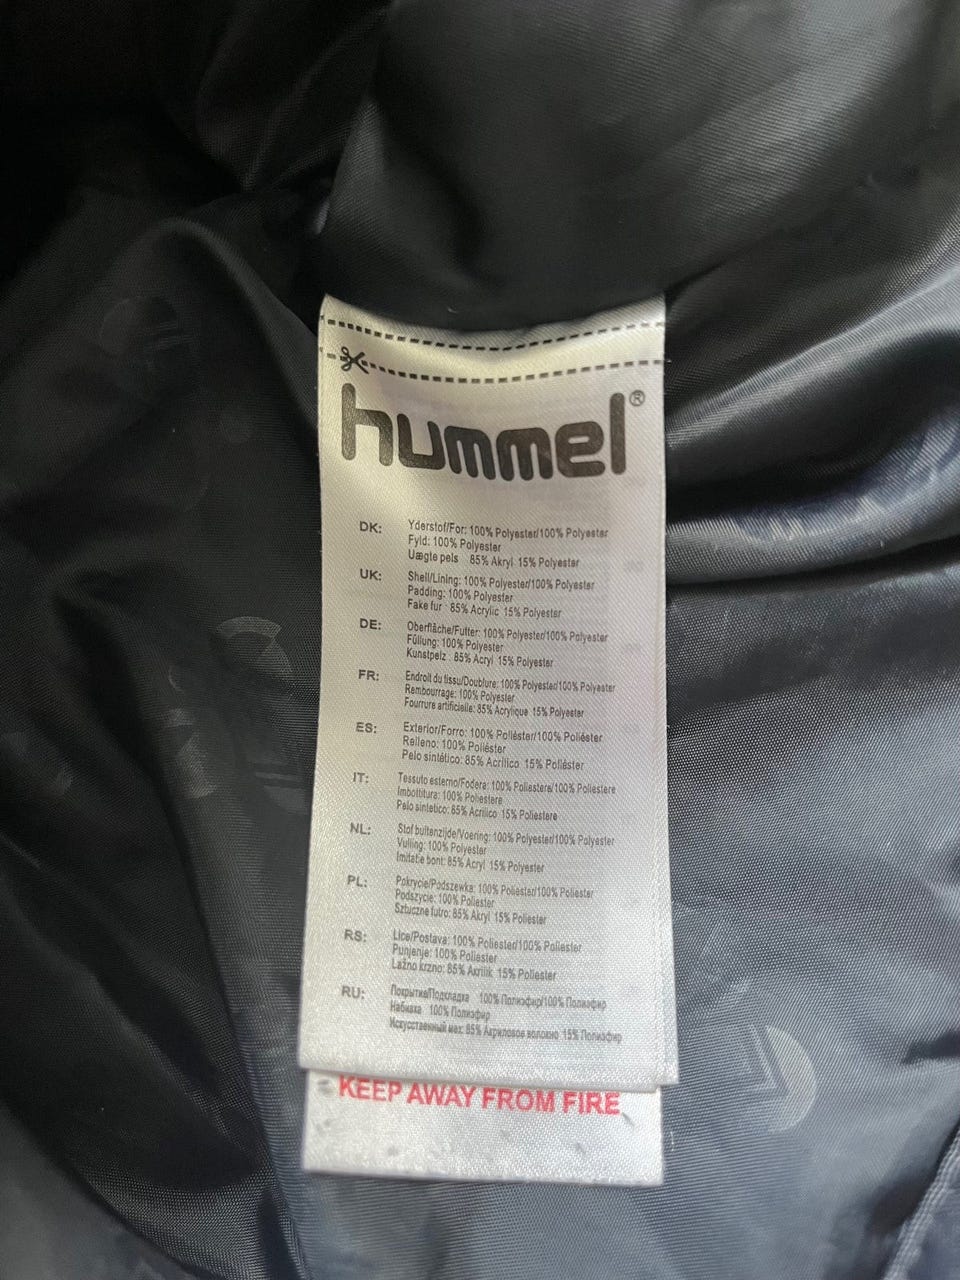 hummel®
DK: Yderstof/For: 100% Polyester/100% Polyester
Fyld: 100% Polyester
Uægte pels 85% Akryl 15% Polyester
UK: Shell/Lining: 100% Polyester/100% Polyester
Padding: 100% Polyester
Fake fur : 85% Acrylic 15% Polyester
DE: Oberfläche/Futter: 100% Polyester/100% Polyester
Füllung: 100% Polyester
Kunstpelz : 85% Acryl 15% Polyester
FR: Endroit du tissu/Doublure: 100% Polyester/100% Polyester
Rembourrage: 100% Polyester
Fourrure artificielle: 85% Acrylique 15% Polyester
ES: Exterior/Forro: 100% Poliéster/100% Poliéster
Relleno: 100% Poliéster
Pelo sintético: 85% Acrílico 15% Poliéster
IT: Tessuto esterno/Fodera: 100% Poliestere/100% Poliestere
Imbottitura: 100% Poliestere
Pelo sintetico: 85% Acrilico 15% Poliestere
NL: Stof buitenzijde/Voering: 100% Polyester/100% Polyester
Vulling: 100% Polyester
Imitatie bont: 85% Acryl 15% Polyester
PL: Pokrycie/Podszewka: 100% Poliester/100% Poliester
Podszycie: 100% Poliester
Sztuczne futro: 85% Akryl 15% Poliester
RS: Lice/Postava: 100% Poliester/100% Poliester
Punjenje: 100% Poliester
Lažno krzno: 85% Akrilik 15% Poliester
RU: Покрытие/Подкладка 100% Полиэфир/100% Полиэфир
Набивка 100% Полиэфир
Искусственный мех: 85% Акриловое волокно 15% Полиэфир
KEEP AWAY FROM FIRE